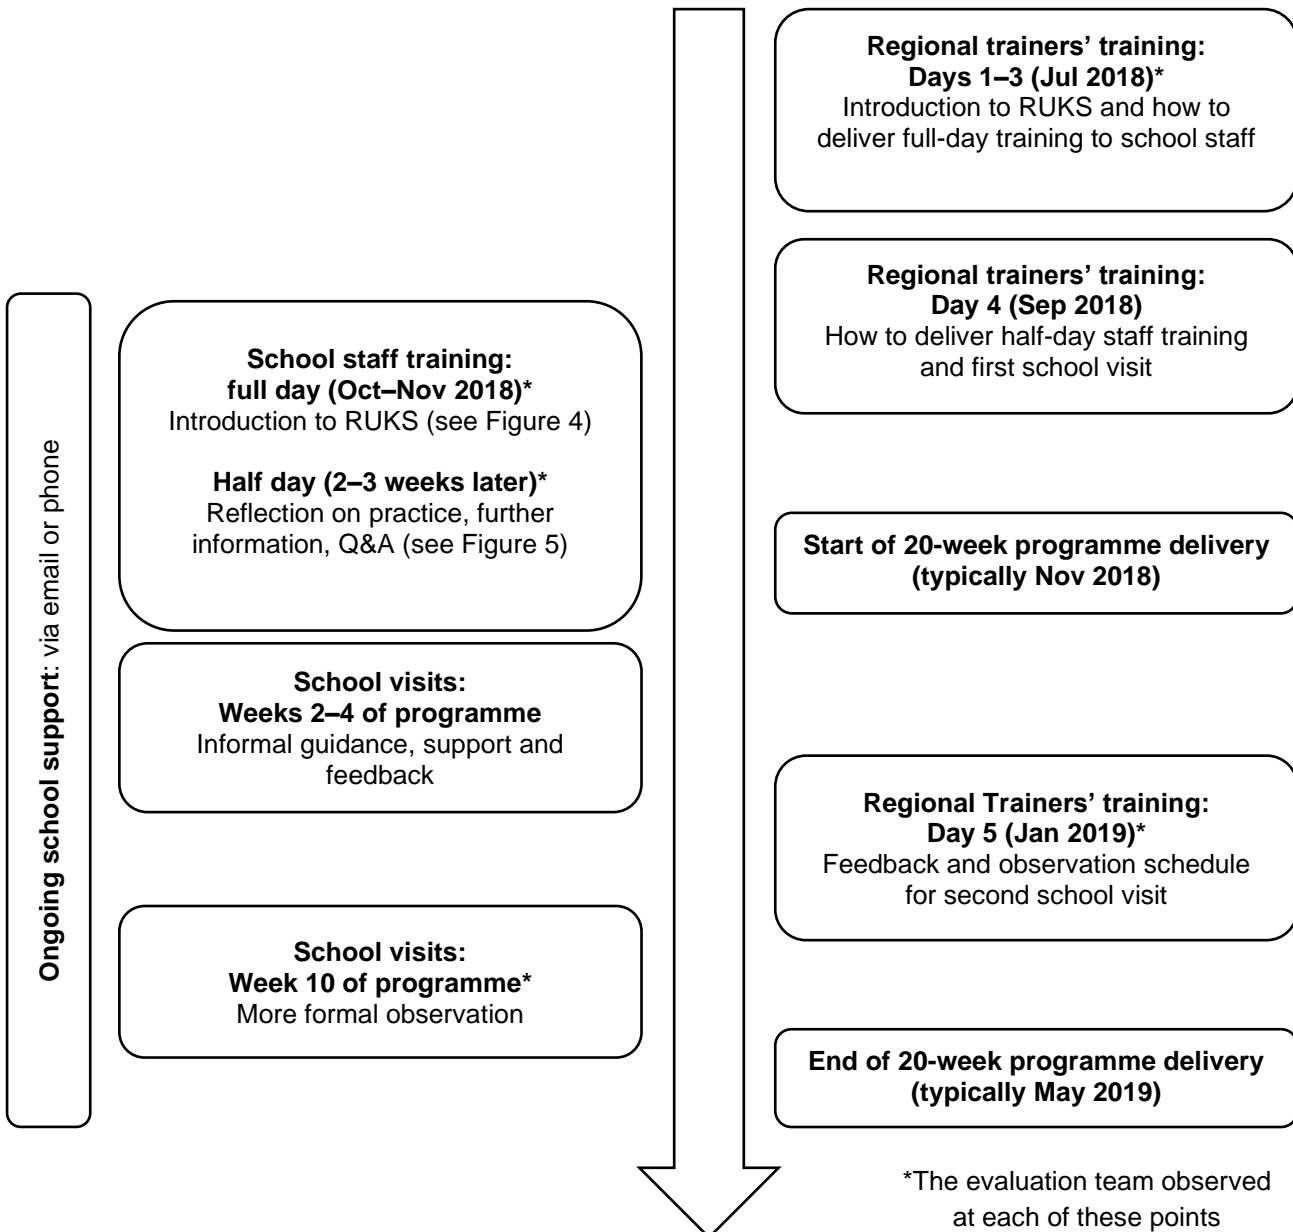 Regional trainers’ training:
Days 1–3 (Jul 2018)*
Introduction to RUKS and how to
deliver full-day training to school staff
Regional trainers’ training:
Day 4 (Sep 2018)
How to deliver half-day staff training
and first school visit
Ongoing school support: via email or phone
School staff training:
full day (Oct–Nov 2018)*
Introduction to RUKS (see Figure 4)
Half day (2–3 weeks later)*
Reflection on practice, further
information, Q&A (see Figure 5)
Start of 20-week programme delivery
(typically Nov 2018)
School visits:
Weeks 2–4 of programme
Informal guidance, support and
feedback
Regional Trainers’ training:
Day 5 (Jan 2019)*
Feedback and observation schedule
for second school visit
School visits:
Week 10 of programme*
More formal observation
End of 20-week programme delivery
(typically May 2019)
*The evaluation team observed
at each of these points